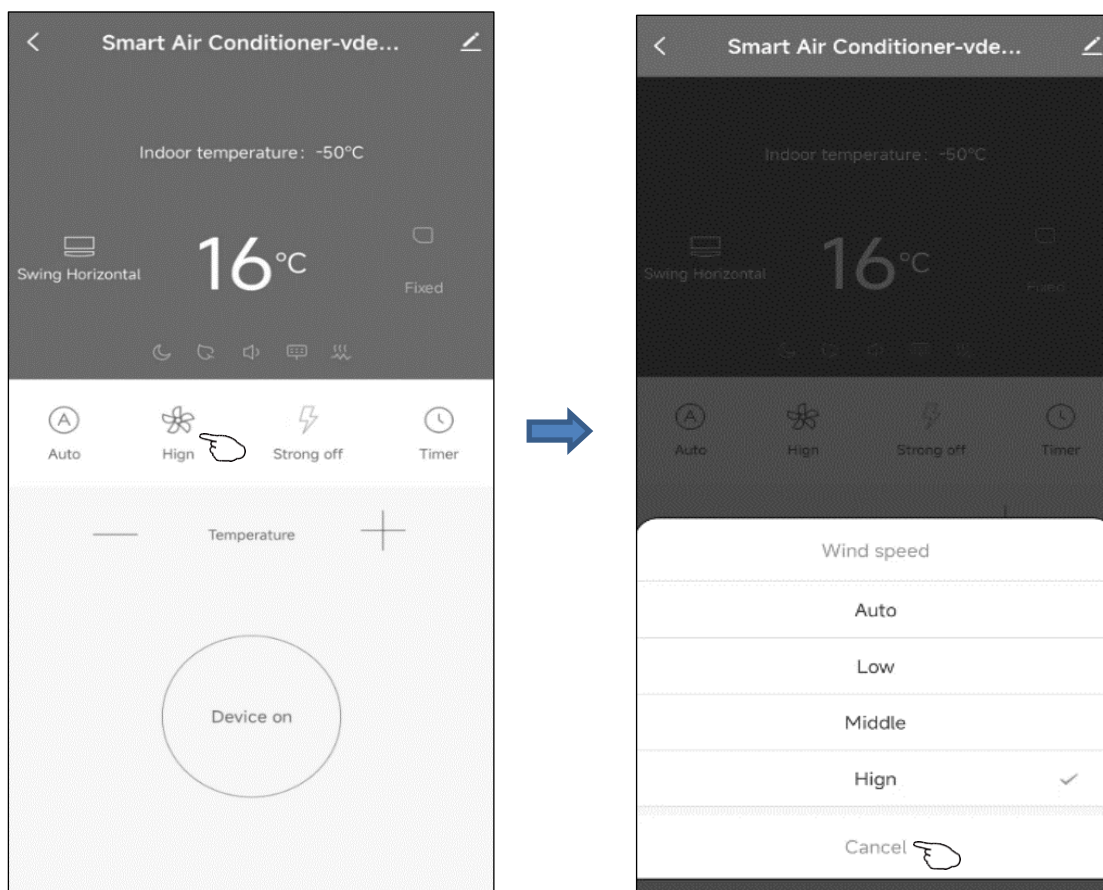 Smart Air Conditioner-vde...
Indoor temperature: -50°C
Swing Horizontal
16°C
Fixed
A
Auto
Hign
Strong off
Timer
Temperature
Device on
Smart Air Conditioner-vde...
Indoor temperature: -50°C
Swing Horizontal
16°C
Fixed
A
Auto
Hign
Strong off
Timer
Wind speed
Auto
Low
Middle
Hign
Cancel